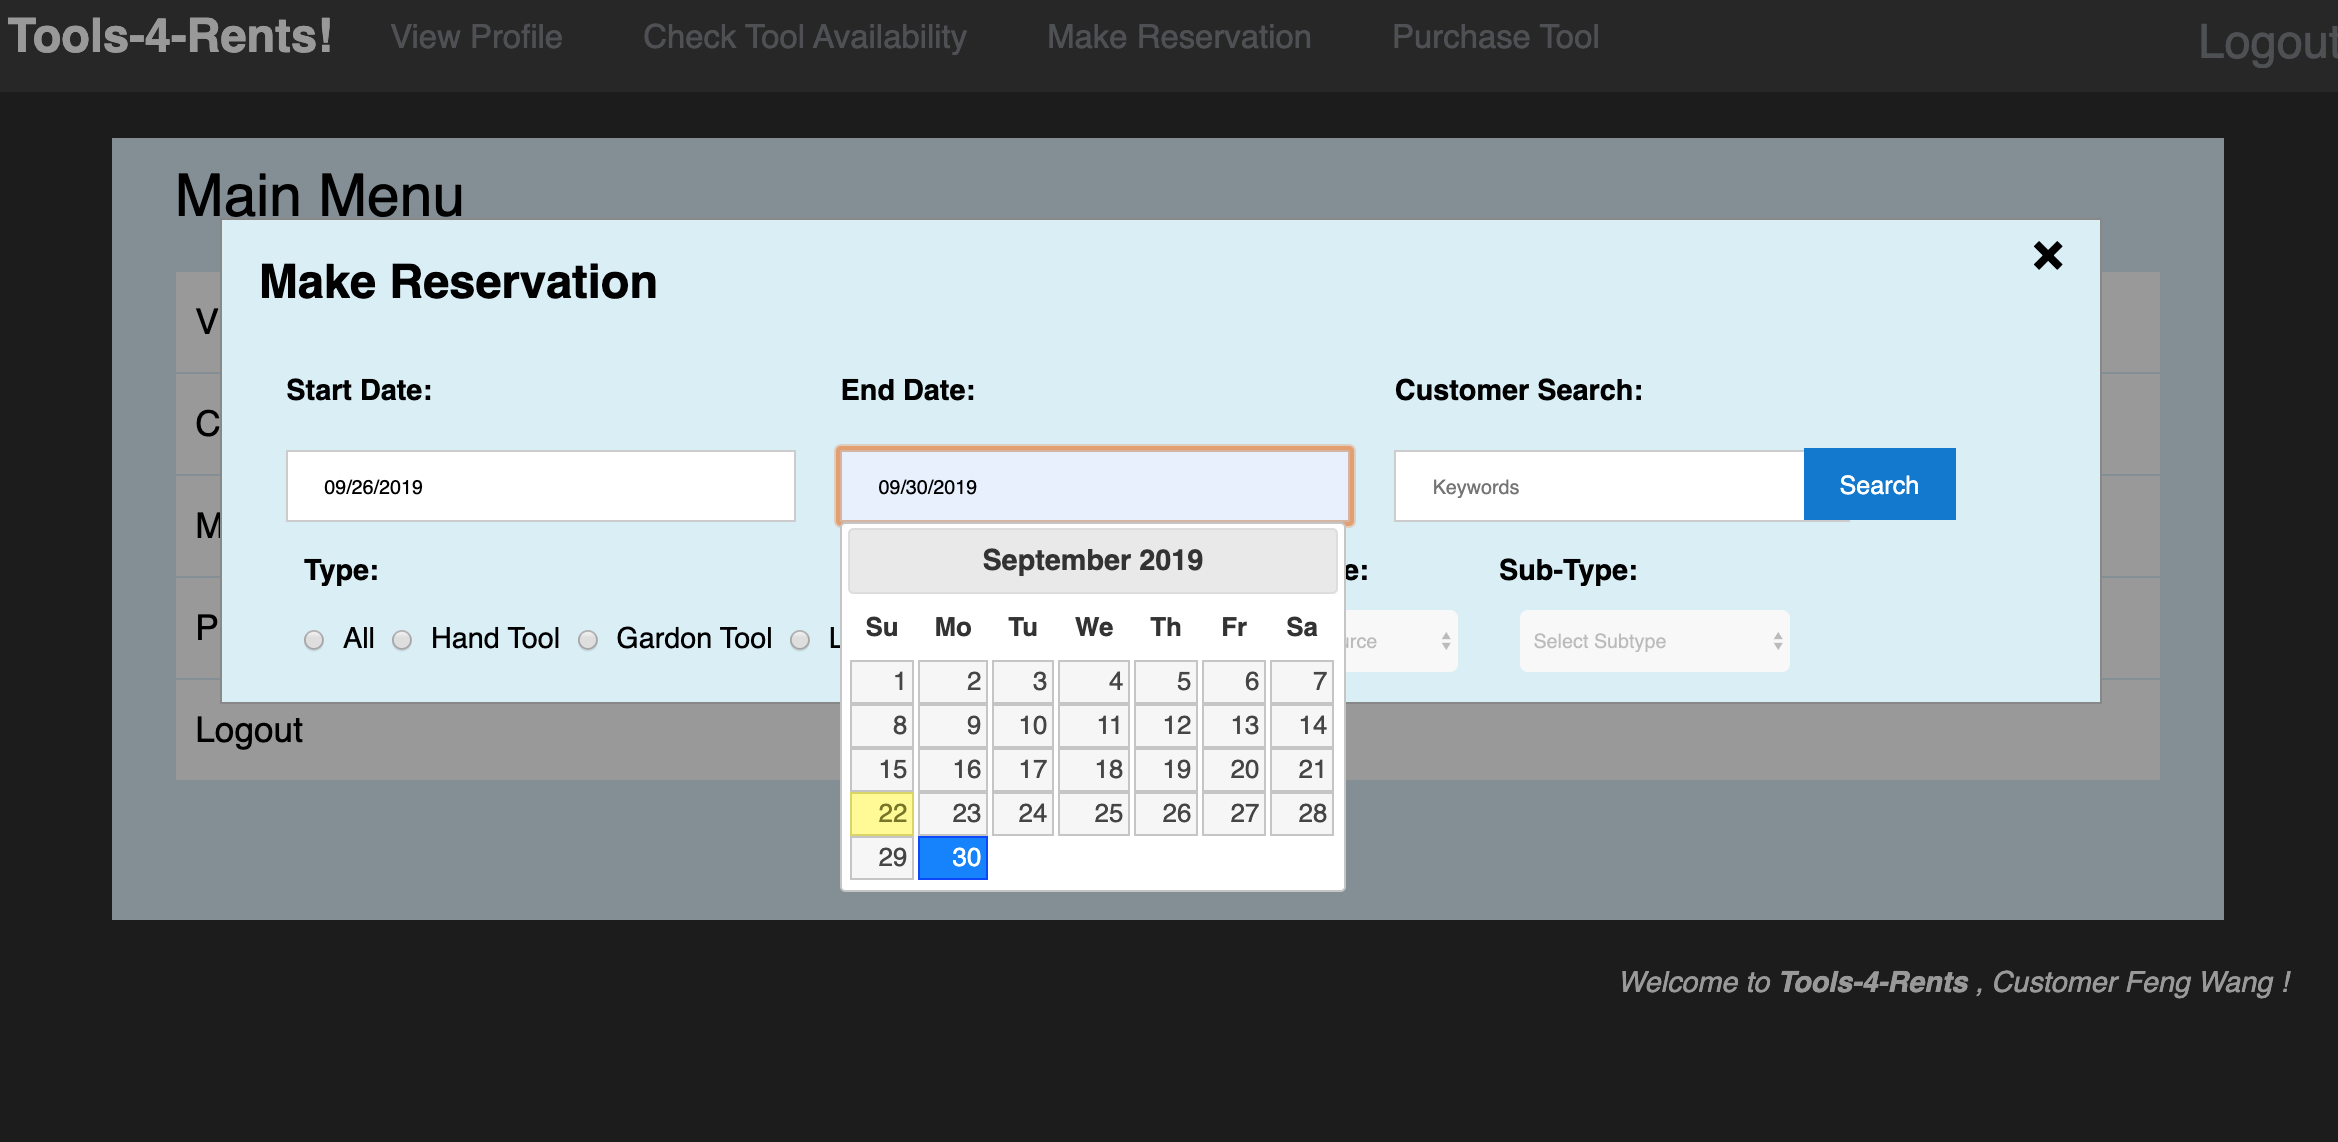 Tools-4-Rents! View Profile Check Tool Availability Make Reservation Purchase Tool Logout
Main Menu
Make Reservation
Start Date: End Date: Customer Search:
09/26/2019 09/30/2019 Keywords Search
Type: e: Sub-Type:
All Hand Tool Gardon Tool L urce Select Subtype
September 2019
Su Mo Tu We Th Fr Sa
1 2 3 4 5 6 7
8 9 10 11 12 13 14
15 16 17 18 19 20 21
22 23 24 25 26 27 28
29 30
V
C
M
P
Logout
Welcome to Tools-4-Rents , Customer Feng Wang !